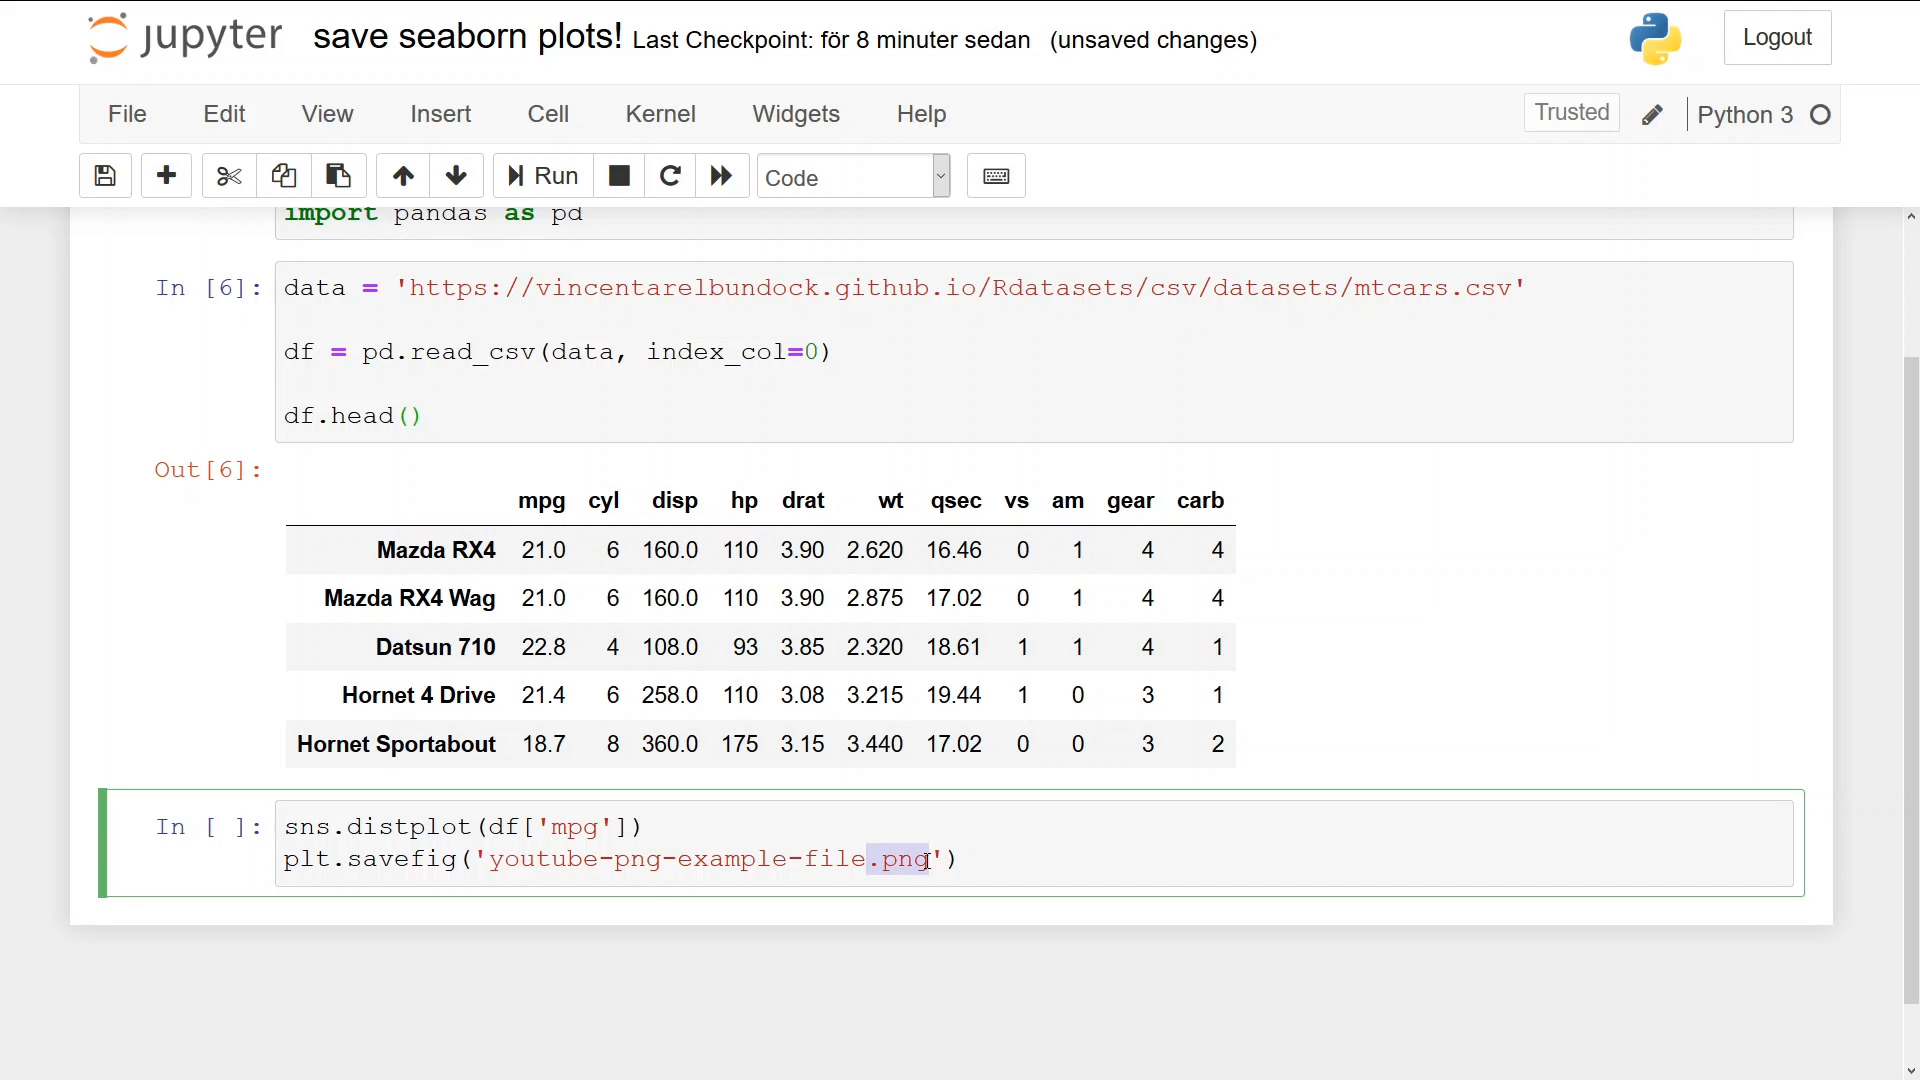 jupyter save seaborn plots! Last Checkpoint: för 8 minuter sedan (unsaved changes) Logout
File Edit View Insert Cell Kernel Widgets Help Trusted Python 3
Run Code
import pandas as pd
In [6]: data = 'https://vincentarelbundock.github.io/Rdatasets/csv/datasets/mtcars.csv'
df = pd.read_csv(data, index_col=0)
df.head()
Out[6]:
mpg cyl disp hp drat wt qsec vs am gear carb
Mazda RX4 21.0 6 160.0 110 3.90 2.620 16.46 0 1 4 4
Mazda RX4 Wag 21.0 6 160.0 110 3.90 2.875 17.02 0 1 4 4
Datsun 710 22.8 4 108.0 93 3.85 2.320 18.61 1 1 4 1
Hornet 4 Drive 21.4 6 258.0 110 3.08 3.215 19.44 1 0 3 1
Hornet Sportabout 18.7 8 360.0 175 3.15 3.440 17.02 0 0 3 2
In [ ]: sns.distplot(df['mpg'])
plt.savefig('youtube-png-example-file.png')